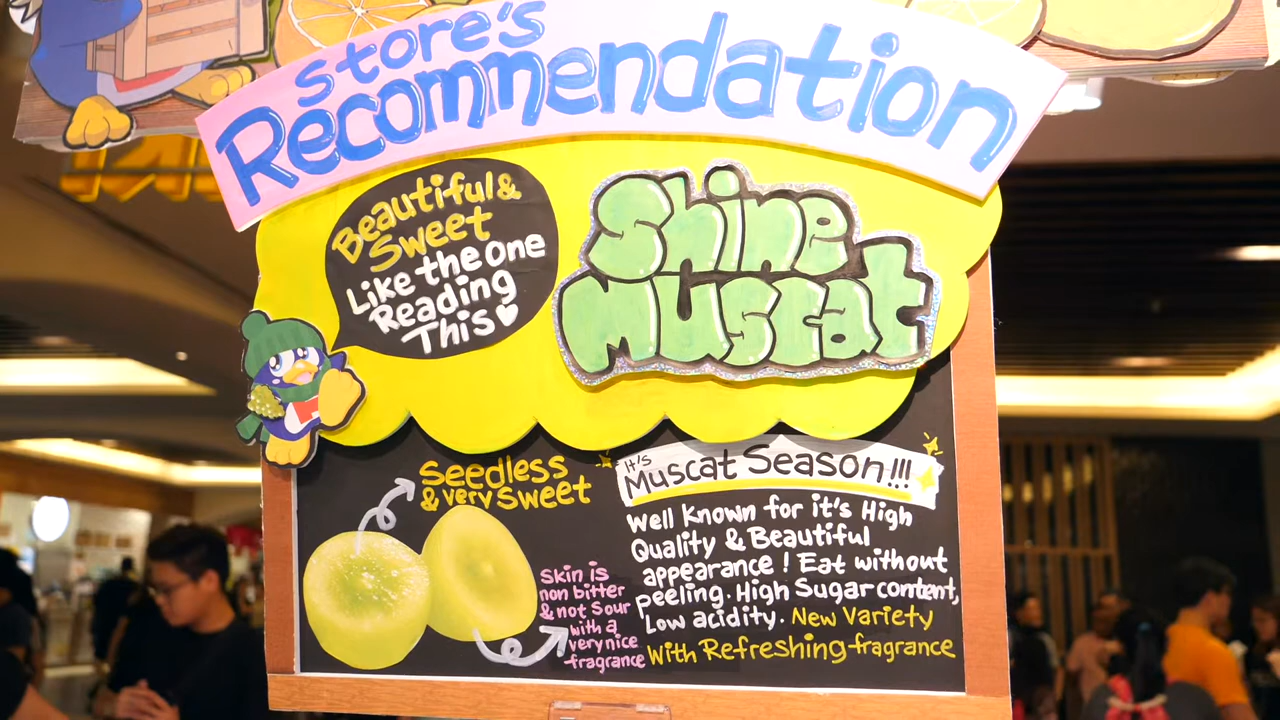 Store's
Recommendation
Beautiful &
Sweet
Like the one
Reading
This
Shine
Muscat
Seedless
& very Sweet
Skin is
non bitter
& not Sour
with a
very nice
fragrance
It's
Muscat Season!!!
Well Known for it's High
Quality & Beautiful
appearance! Eat without
peeling. High Sugar content,
Low acidity. New Variety
With Refreshing fragrance